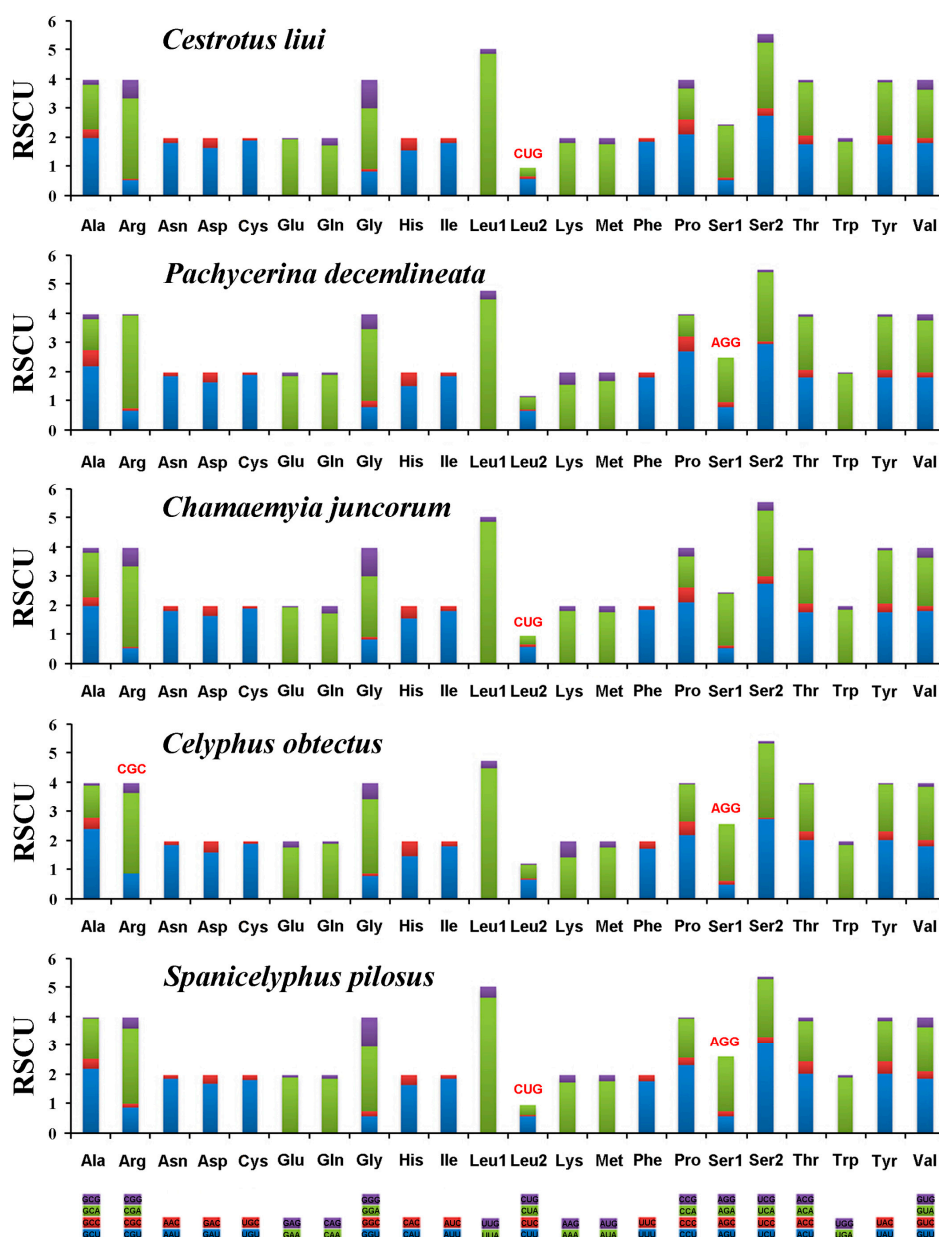 6
5
4
3
2
1
0
RSCU
Cestrotus liui
CUG
Ala Arg Asn Asp Cys Glu Gln Gly His Ile Leu1 Leu2 Lys Met Phe Pro Ser1 Ser2 Thr Trp Tyr Val
6
5
4
3
2
1
0
RSCU
Pachycerina decemlineata
AGG
Ala Arg Asn Asp Cys Glu Gln Gly His Ile Leu1 Leu2 Lys Met Phe Pro Ser1 Ser2 Thr Trp Tyr Val
6
5
4
3
2
1
0
RSCU
Chamaemyia juncorum
CUG
Ala Arg Asn Asp Cys Glu Gln Gly His Ile Leu1 Leu2 Lys Met Phe Pro Ser1 Ser2 Thr Trp Tyr Val
6
5
4
3
2
1
0
RSCU
Celyphus obtectus
CGC
AGG
Ala Arg Asn Asp Cys Glu Gln Gly His Ile Leu1 Leu2 Lys Met Phe Pro Ser1 Ser2 Thr Trp Tyr Val
6
5
4
3
2
1
0
RSCU
Spanicelyphus pilosus
AGG
CUG
Ala Arg Asn Asp Cys Glu Gln Gly His Ile Leu1 Leu2 Lys Met Phe Pro Ser1 Ser2 Thr Trp Tyr Val
GCG CGG GGG CUG CCG AGG UCG ACG GUG
GCA CGA GGA CUA CCA AGA UCA ACA GUA
GCC CGC AAC GAC UGC GAG CAG GGC CAC AUC UUG CUC AAG AUG UUC CCC AGC UCC ACC UGG UAC GUC
GCU CGU AAU GAU UGU GAA CAA GGU CAU AUU UUA CUU AAA AUA UUU CCU AGU UCU ACU UGA UAU GUU